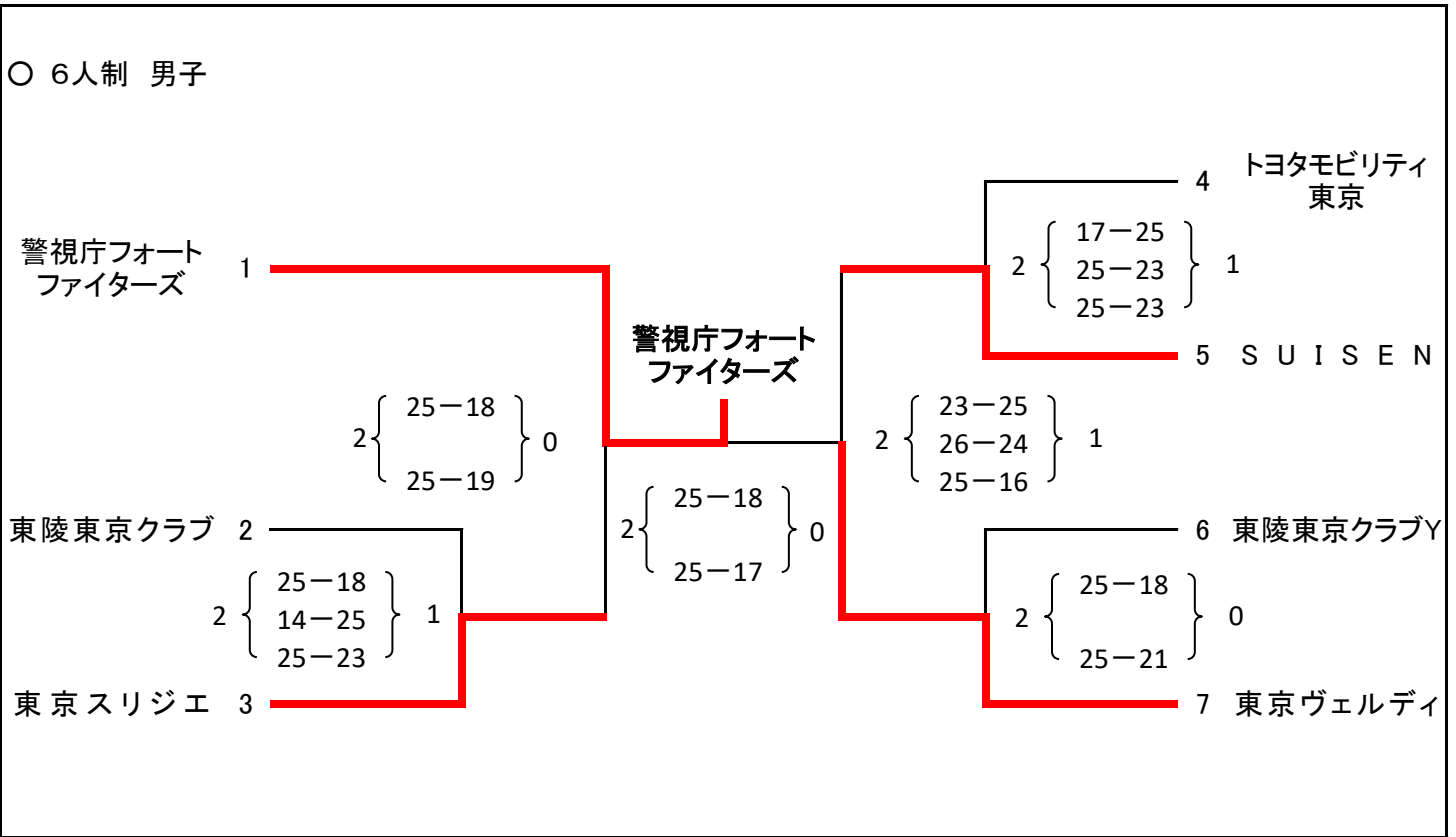 〇 6人制 男子
警視庁フォート
ファイターズ
1
東陵東京クラブ 2
東京スリジエ 3
2 25－18 0
25－19
2 25－18 1
14－25
25－23
警視庁フォート
ファイターズ
2 25－18 0
25－17
4 トヨタモビリティ
東京
2 17－25 1
25－23
25－23
5 ＳＵＩＳＥＮ
2 23－25 1
26－24
25－16
6 東陵東京クラブY
2 25－18 0
25－21
7 東京ヴェルディ